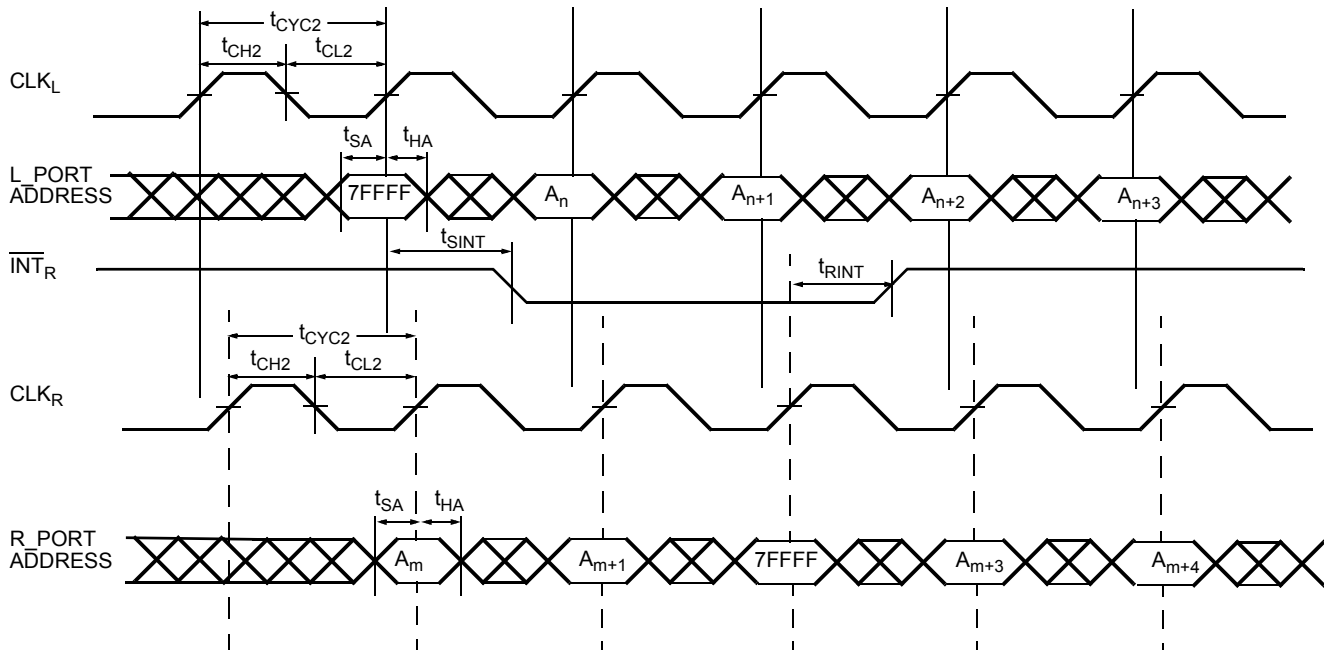 tCYC2
tCH2 tCL2
CLKL
tSA tHA
L_PORT
ADDRESS
7FFFF An An+1 An+2 An+3
tSINT
INTR
tRINT
tCYC2
tCH2 tCL2
CLKR
tSA tHA
R_PORT
ADDRESS
Am Am+1 7FFFF Am+3 Am+4